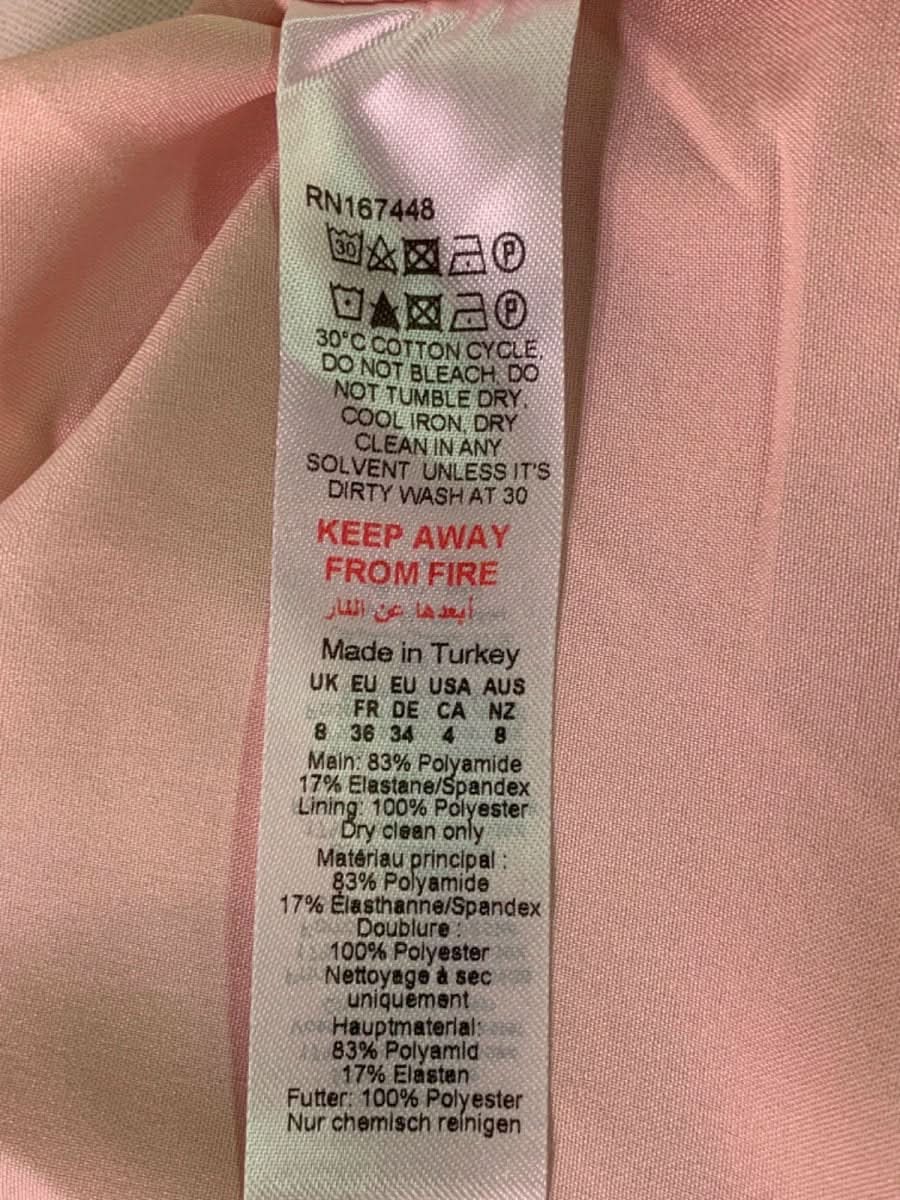 RN167448
30 P
P
30°C COTTON CYCLE,
DO NOT BLEACH, DO
NOT TUMBLE DRY,
COOL IRON, DRY
CLEAN IN ANY
SOLVENT UNLESS IT'S
DIRTY WASH AT 30
KEEP AWAY
FROM FIRE
أبعدها عن النار
Made in Turkey
UK EU EU USA AUS
FR DE CA NZ
8 36 34 4 8
Main: 83% Polyamide
17% Elastane/Spandex
Lining: 100% Polyester
Dry clean only
Matériau principal :
83% Polyamide
17% Élasthanne/Spandex
Doublure :
100% Polyester
Nettoyage à sec
uniquement
Hauptmaterial:
83% Polyamid
17% Elastan
Futter: 100% Polyester
Nur chemisch reinigen